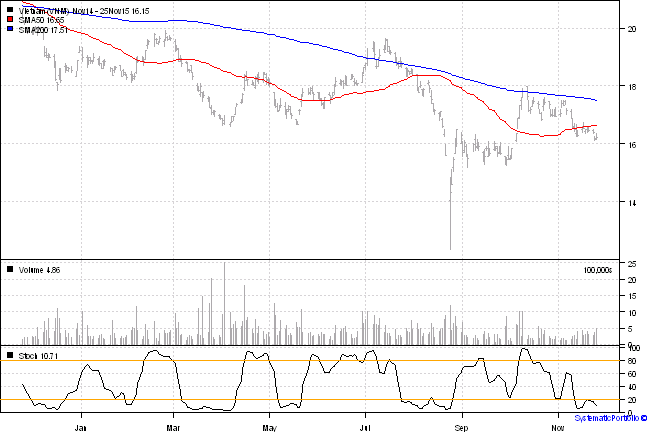 Vietnam (VNM) Nov14 - 25Nov15 16.15
SMA50 16.65
SMA200 17.51
20
18
16
14
Volume 4.86
100,000s
25
20
15
10
5
0
Stoch 10.71
100
80
60
40
20
0
Jan
Mar
May
Jul
Sep
Nov
SystematicPortfolio ©